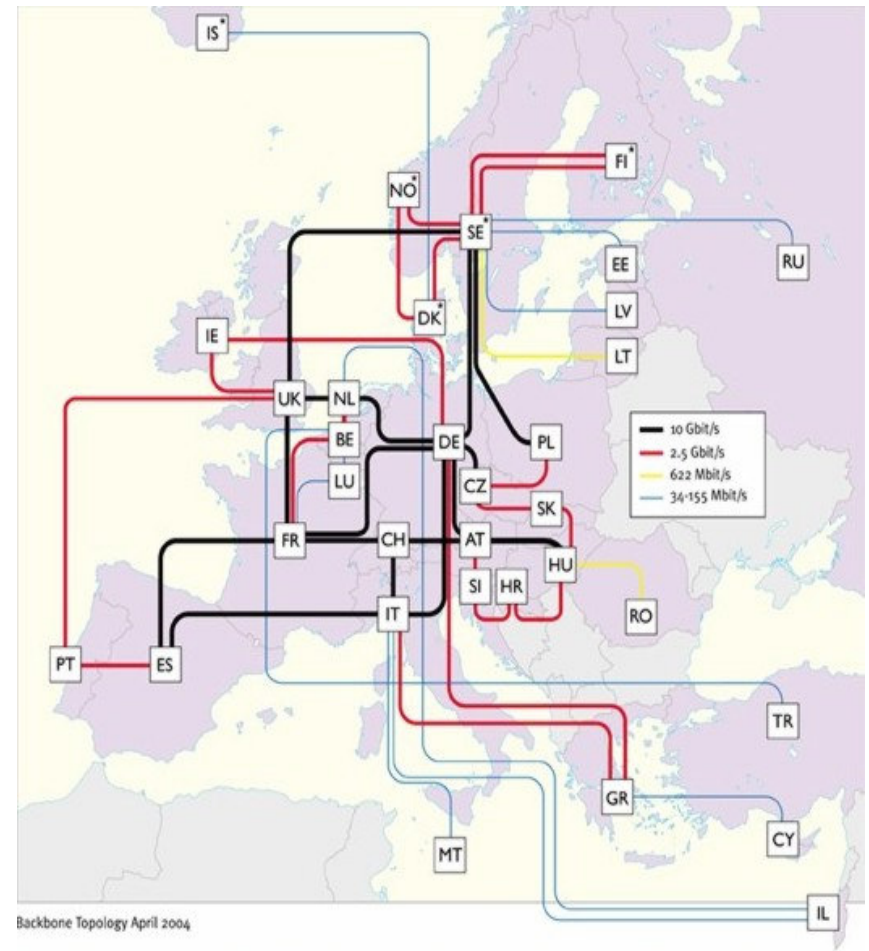 IS*
FI*
NO*
SE*
EE
RU
DK*
LV
IE
LT
UK
NL
BE
DE
PL
10 Gbit/s
2.5 Gbit/s
622 Mbit/s
34-155 Mbit/s
LU
CZ
SK
FR
CH
AT
HU
SI
HR
IT
RO
PT
ES
TR
GR
CY
MT
IL
Backbone Topology April 2004